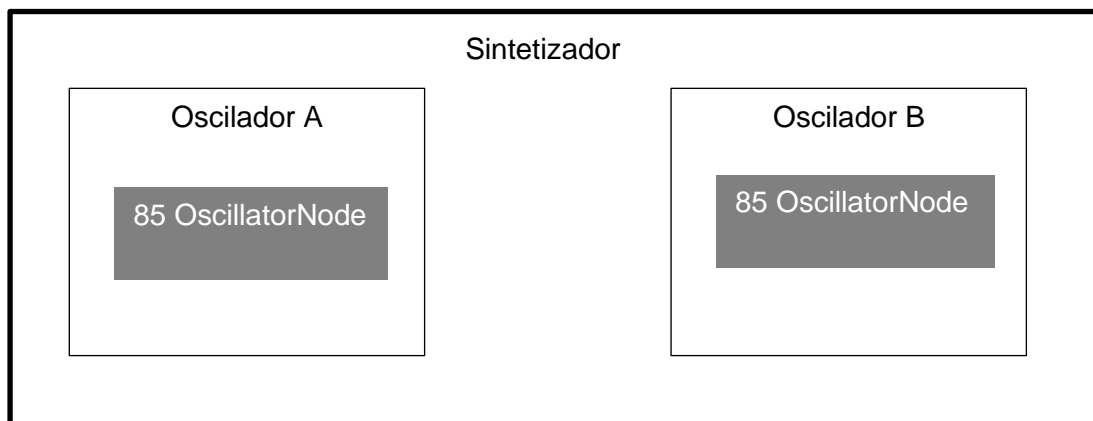 Sintetizador
Oscilador A
Oscilador B
85 OscillatorNode
85 OscillatorNode